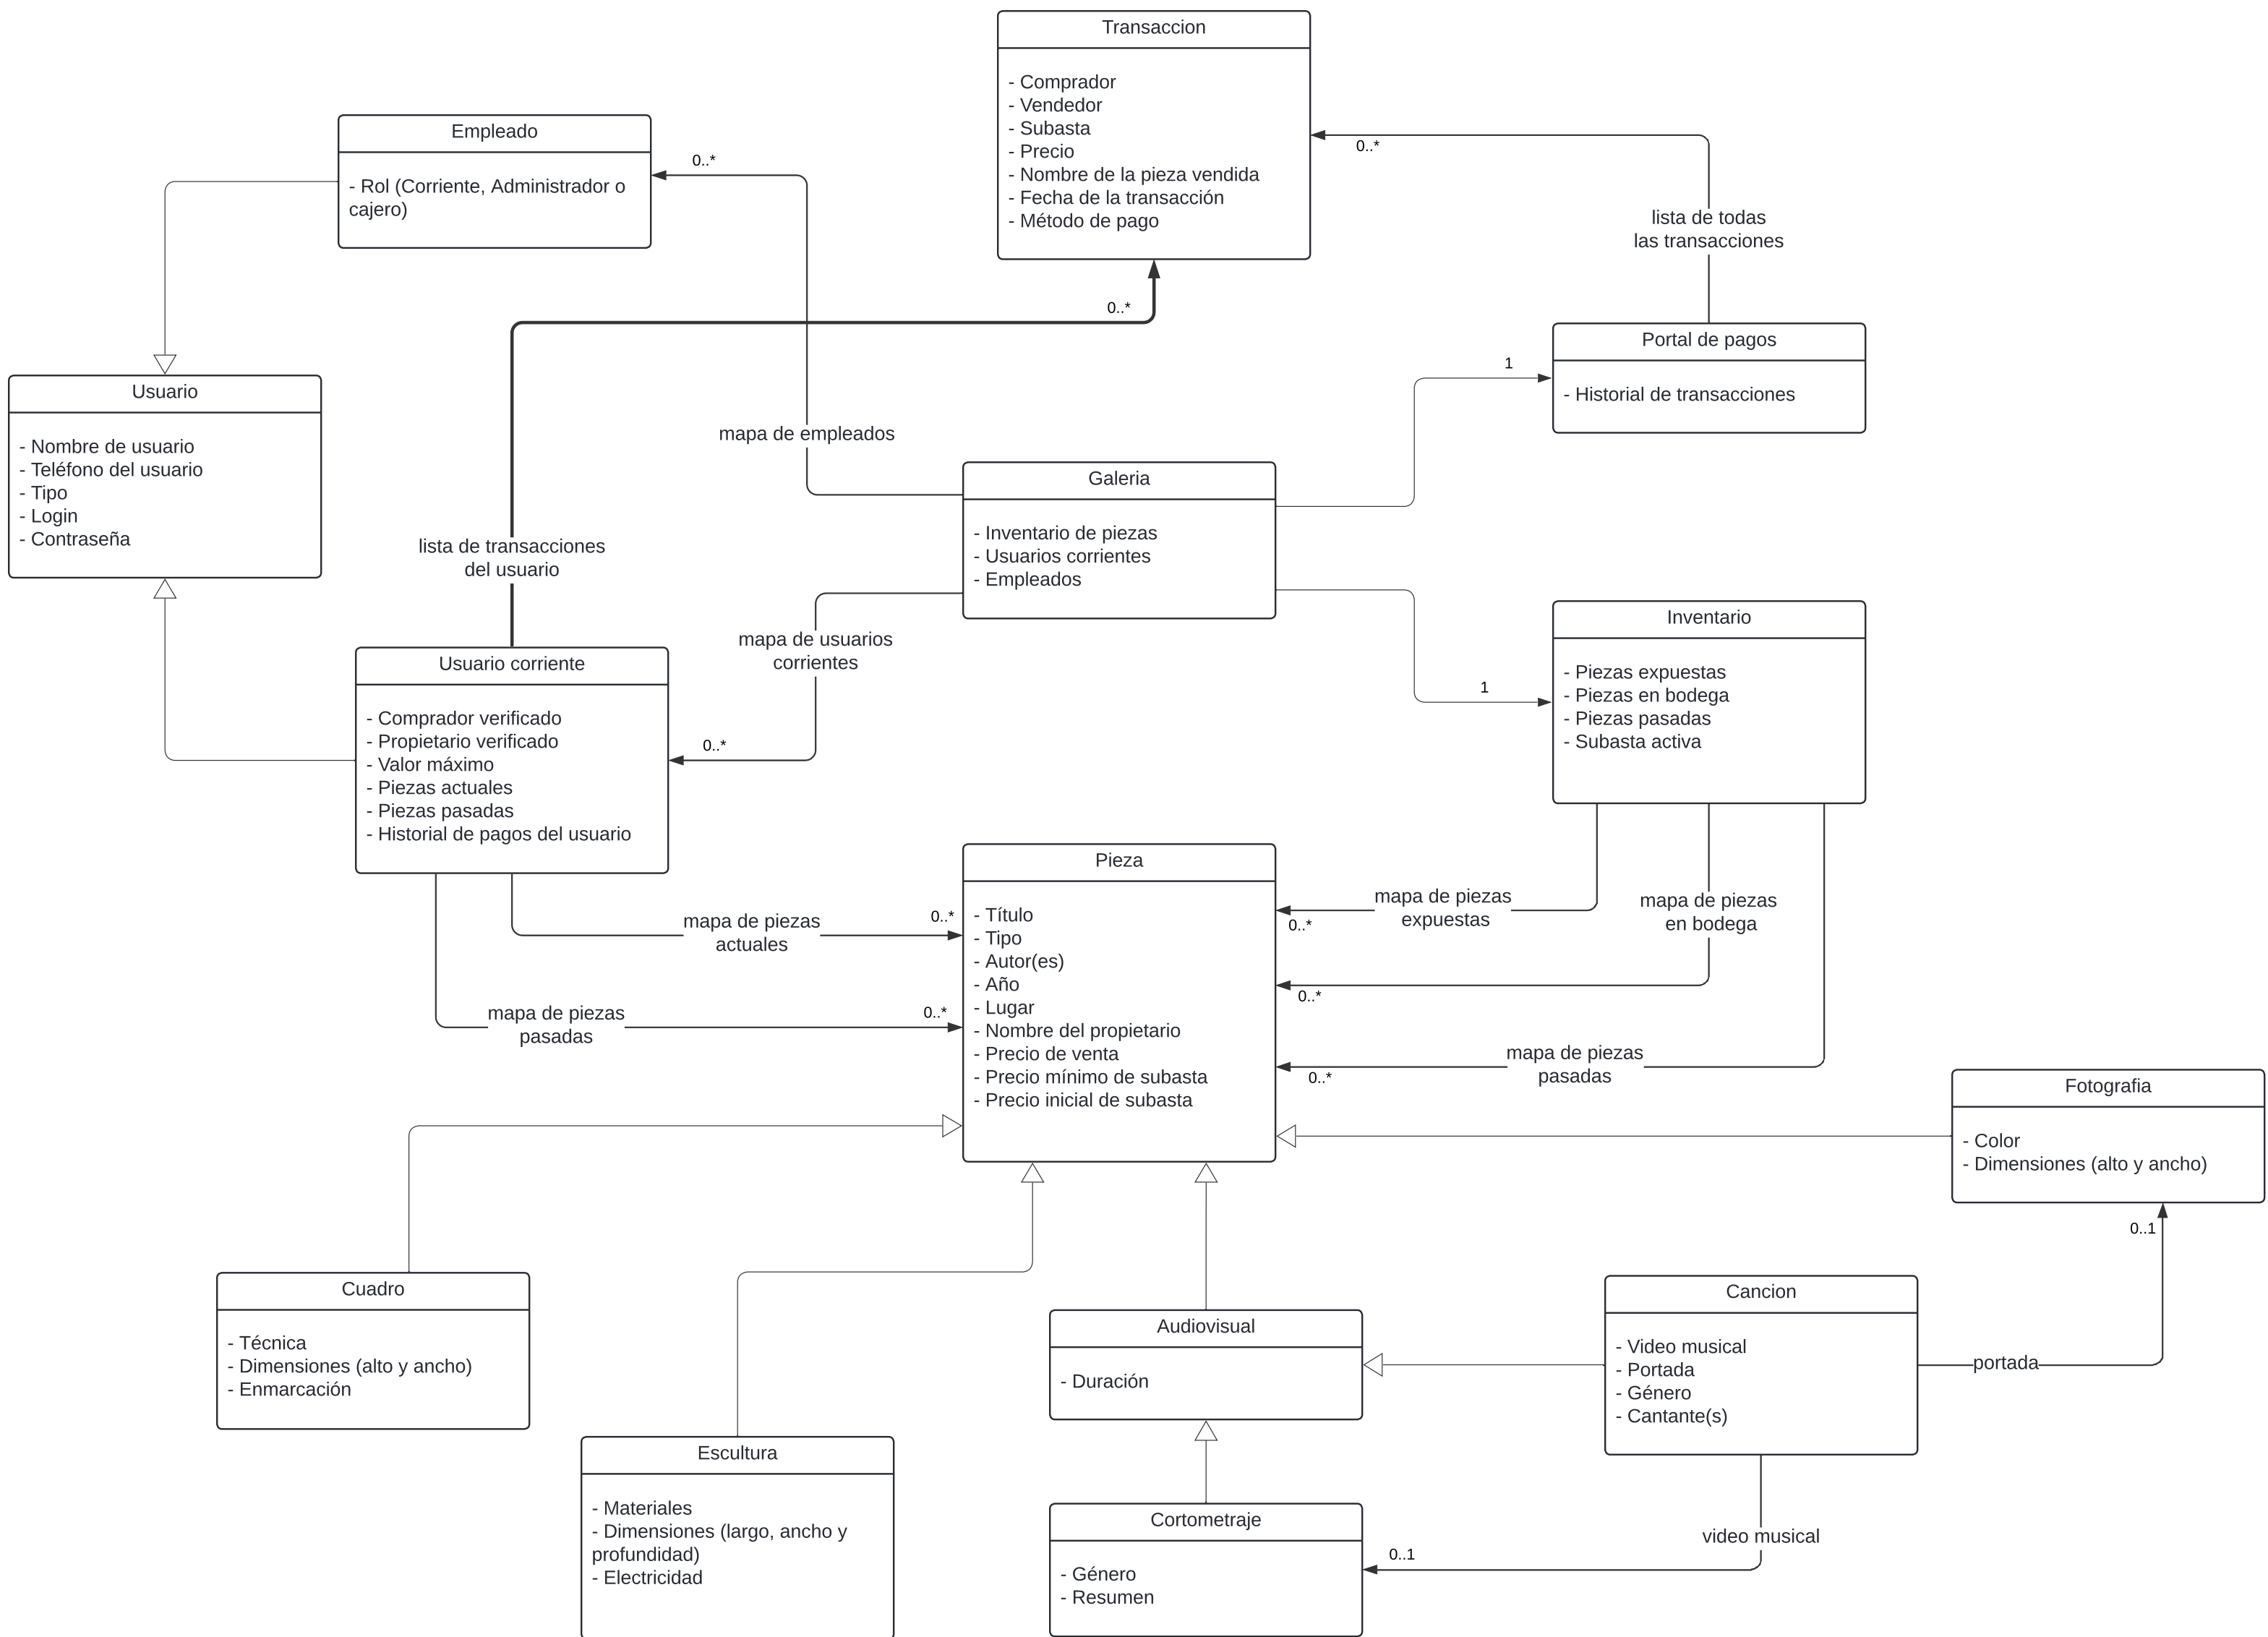 Transaccion
- Comprador
- Vendedor
- Subasta
- Precio
- Nombre de la pieza vendida
- Fecha de la transacción
- Método de pago
Empleado
- Rol (Corriente, Administrador o
cajero)
0..*
0..*
lista de todas
las transacciones
0..*
Portal de pagos
- Historial de transacciones
1
Usuario
- Nombre de usuario
- Teléfono del usuario
- Tipo
- Login
- Contraseña
mapa de empleados
Galeria
- Inventario de piezas
- Usuarios corrientes
- Empleados
lista de transacciones
del usuario
mapa de usuarios
corrientes
0..*
1
Inventario
- Piezas expuestas
- Piezas en bodega
- Piezas pasadas
- Subasta activa
Usuario corriente
- Comprador verificado
- Propietario verificado
- Valor máximo
- Piezas actuales
- Piezas pasadas
- Historial de pagos del usuario
Pieza
- Título
- Tipo
- Autor(es)
- Año
- Lugar
- Nombre del propietario
- Precio de venta
- Precio mínimo de subasta
- Precio inicial de subasta
mapa de piezas
actuales
0..*
mapa de piezas
pasadas
0..*
mapa de piezas
expuestas
0..*
mapa de piezas
en bodega
0..*
mapa de piezas
pasadas
0..*
Fotografia
- Color
- Dimensiones (alto y ancho)
0..1
Cuadro
- Técnica
- Dimensiones (alto y ancho)
- Enmarcación
Audiovisual
- Duración
Cancion
- Video musical
- Portada
- Género
- Cantante(s)
portada
Escultura
- Materiales
- Dimensiones (largo, ancho y
profundidad)
- Electricidad
Cortometraje
- Género
- Resumen
video musical
0..1